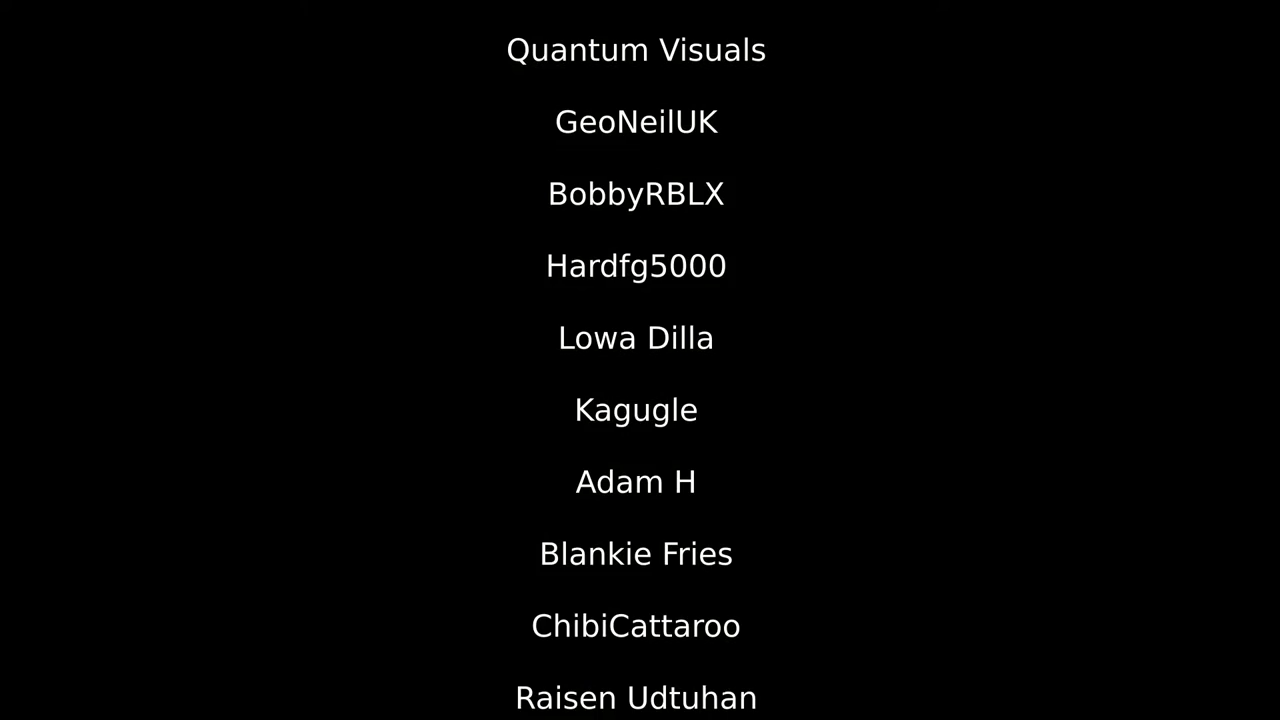 Quantum Visuals
GeoNeilUK
BobbyRBLX
Hardfg5000
Lowa Dilla
Kagugle
Adam H
Blankie Fries
ChibiCattaroo
Raisen Udtuhan